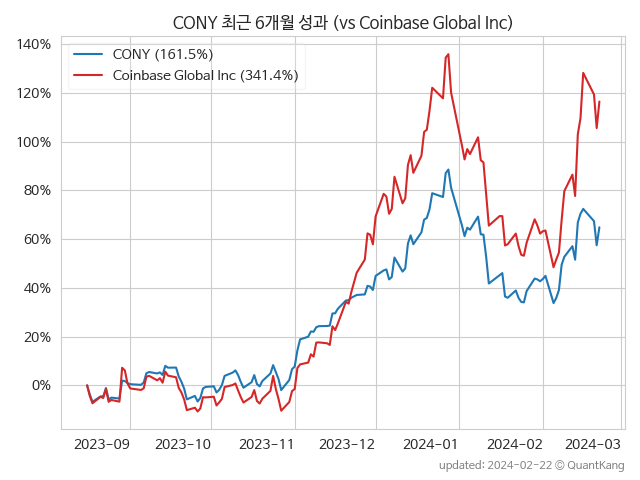 CONY 최근 6개월 성과 (vs Coinbase Global Inc)
CONY (161.5%)
Coinbase Global Inc (341.4%)
140%
120%
100%
80%
60%
40%
20%
0%
2023-09 2023-10 2023-11 2023-12 2024-01 2024-02 2024-03
updated: 2024-02-22 © QuantKang